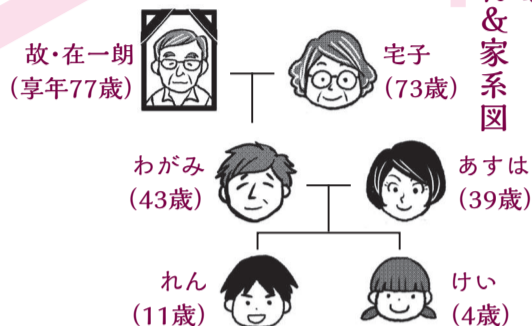 &家系図
故・在一朗
(享年77歳)
宅子
(73歳)
わがみ
(43歳)
あすは
(39歳)
れん
(11歳)
けい
(4歳)